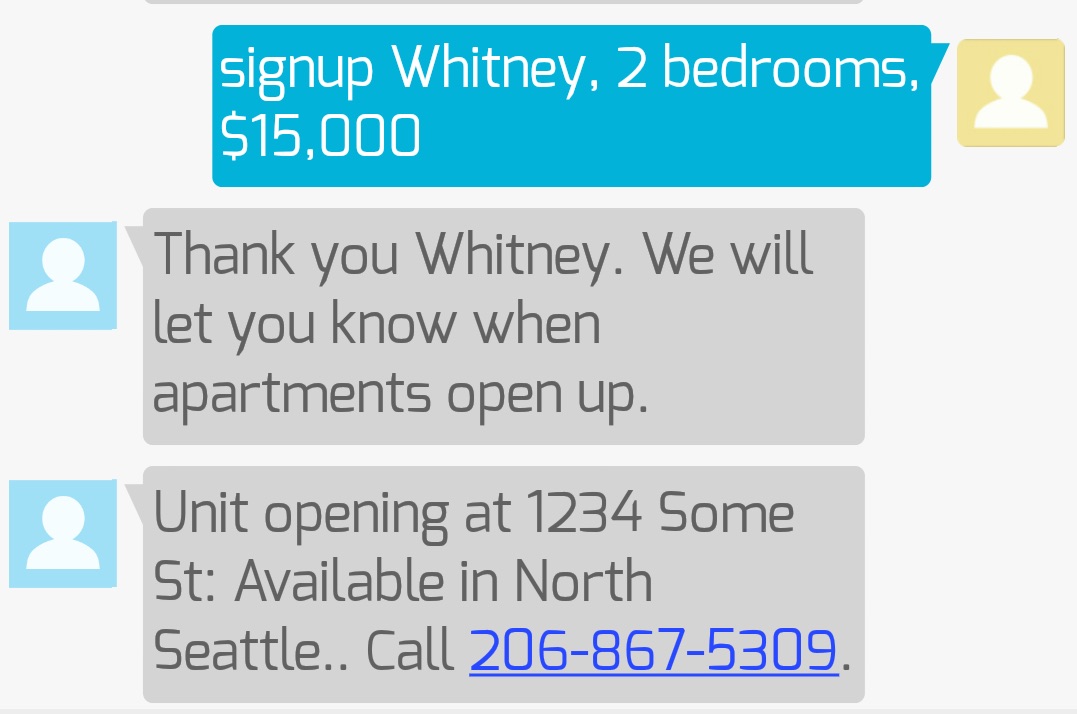 signup Whitney, 2 bedrooms,
$15,000
Thank you Whitney. We will
let you know when
apartments open up.
Unit opening at 1234 Some
St: Available in North
Seattle.. Call 206-867-5309.